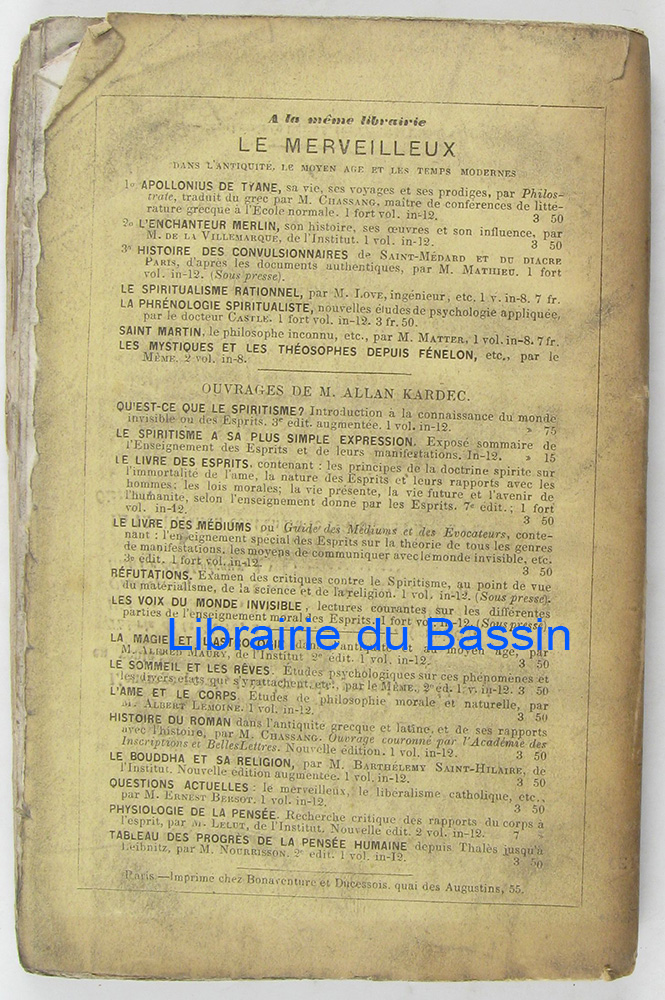 A la même librairie
LE MERVEILLEUX
DANS L'ANTIQUITÉ, LE MOYEN AGE ET LES TEMPS MODERNES
1o APOLLONIUS DE TYANE, sa vie, ses voyages et ses prodiges, par Philos-
trate, traduit du grec par M. CHASSANG, maitre de conférences de litté-
rature grecque à l'École normale. 1 fort vol. in-12. 3 50
2o L'ENCHANTEUR MERLIN, son histoire, ses œuvres et son influence, par
M. DE LA VILLEMARQUÉ, de l'Institut. 1 vol. in-12. 3 50
3o HISTOIRE DES CONVULSIONNAIRES de SAINT-MÉDARD ET DU DIACRE
PARIS, d'après les documents authentiques, par M. MATHIEU. 1 fort
vol. in-12. (Sous presse).
LE SPIRITUALISME RATIONNEL, par M. LOVE, ingénieur, etc. 1 v. in-8. 7 fr.
LA PHRÉNOLOGIE SPIRITUALISTE, nouvelles études de psychologie appliquée,
par le docteur CASTLE. 1 fort vol. in-12. 3 fr. 50.
SAINT MARTIN, le philosophe inconnu, etc., par M. MATTER, 1 vol. in-8. 7 fr.
LES MYSTIQUES ET LES THÉOSOPHES DEPUIS FÉNELON, etc., par le
MÊME. 2 vol. in-8.
OUVRAGES DE M. ALLAN KARDEC.
QU'EST-CE QUE LE SPIRITISME? Introduction à la connaissance du monde
invisible ou des Esprits. 3e édit. augmentée. 1 vol. in-12. » 75
LE SPIRITISME A SA PLUS SIMPLE EXPRESSION. Exposé sommaire de
l'Enseignement des Esprits et de leurs manifestations. In-12. » 15
LE LIVRE DES ESPRITS, contenant : les principes de la doctrine spirite sur
l'immortalité de l'ame, la nature des Esprits et leurs rapports avec les
hommes; les lois morales; la vie présente, la vie future et l'avenir de
l'humanité, selon l'enseignement donné par les Esprits. 7e édit.; 1 fort
vol. in-12. 3 50
LE LIVRE DES MÉDIUMS ou Guide des Médiums et des Évocateurs, conte-
nant : l'enseignement spécial des Esprits sur la théorie de tous les genres
de manifestations, les moyens de communiquer avec le monde invisible, etc.
3e édit. 1 fort vol. in-12. 3 50
RÉFUTATIONS. Examen des critiques contre le Spiritisme, au point de vue
du matérialisme, de la science et de la religion. 1 vol. in-12. (Sous presse).
LES VOIX DU MONDE INVISIBLE, lectures courantes sur les différentes
parties de l'enseignement moral des Esprits. 1 fort vol. in-12 (Sous presse).
Librairie du Bassin
LA MAGIE ET L'ASTROLOGIE dans l'antiquité et au moyen âge, par
M. ALFRED MAURY, de l'Institut 2e édit. 1 vol. in-12. 3 50
LE SOMMEIL ET LES RÊVES. Études psychologiques sur ces phénomènes et
les divers états qui s'y rattachent, etc., par le MÊME. 2e éd. 1 v. in-12. 3 50
L'AME ET LE CORPS. Études de philosophie morale et naturelle, par
M. ALBERT LEMOINE. 1 vol. in-12. 3 50
HISTOIRE DU ROMAN dans l'antiquité grecque et latine, et de ses rapports
avec l'histoire, par M. CHASSANG. Ouvrage couronné par l'Académie des
Inscriptions et Belles Lettres. Nouvelle édition. 1 vol. in-12. 3 50
LE BOUDDHA ET SA RELIGION, par M. BARTHÉLEMY SAINT-HILAIRE, de
l'Institut. Nouvelle édition augmentée. 1 vol. in-12. 3 50
QUESTIONS ACTUELLES : le merveilleux, le libéralisme catholique, etc.,
par M. ERNEST BERSOT. 1 vol. in-12. 3 50
PHYSIOLOGIE DE LA PENSÉE. Recherche critique des rapports du corps à
l'esprit, par M. LELUT, de l'Institut. Nouvelle édit. 2 vol. in-12. 7 »
TABLEAU DES PROGRÈS DE LA PENSÉE HUMAINE depuis Thalès jusqu'à
Leibnitz, par M. NOURRISSON. 2e édit. 1 vol. in-12. 3 50
Paris — Imprimé chez Bonaventure et Ducessois, quai des Augustins, 55.